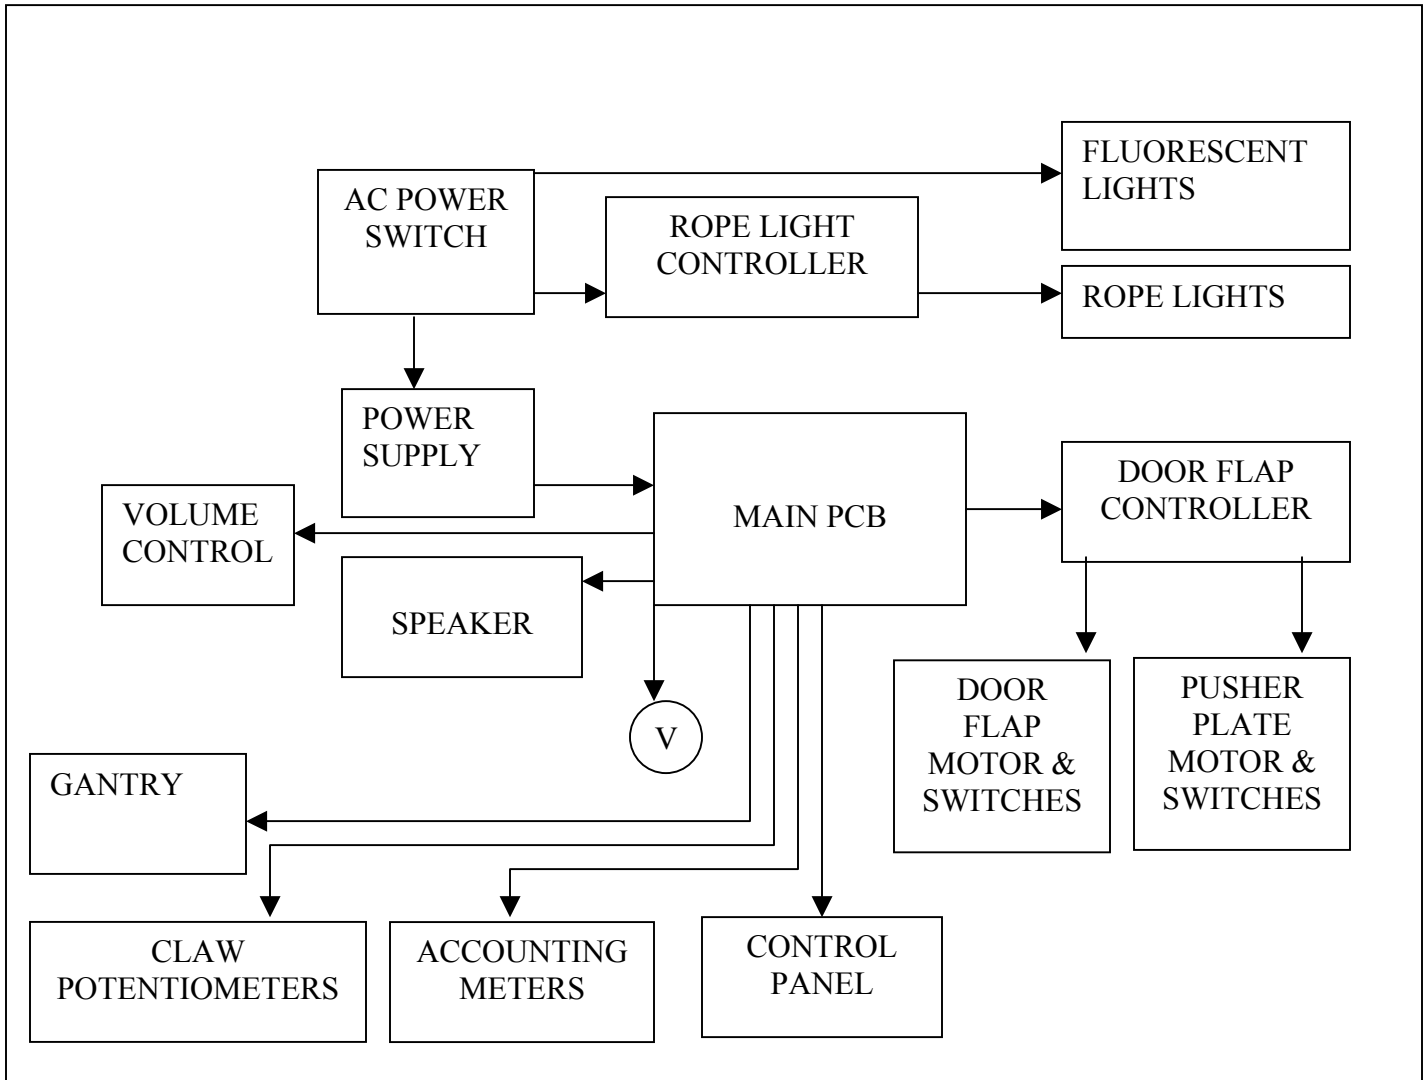 FLUORESCENT
LIGHTS
AC POWER
SWITCH
ROPE LIGHT
CONTROLLER
ROPE LIGHTS
POWER
SUPPLY
MAIN PCB
DOOR FLAP
CONTROLLER
VOLUME
CONTROL
SPEAKER
V
DOOR
FLAP
MOTOR &
SWITCHES
PUSHER
PLATE
MOTOR &
SWITCHES
GANTRY
CLAW
POTENTIOMETERS
ACCOUNTING
METERS
CONTROL
PANEL